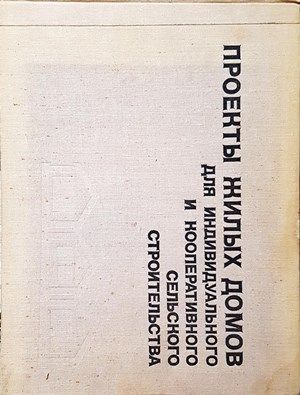 ПРОЕКТЫ ЖИЛЫХ ДОМОВ
ДЛЯ ИНДИВИДУАЛЬНОГО
И КООПЕРАТИВНОГО
СЕЛЬСКОГО
СТРОИТЕЛЬСТВА